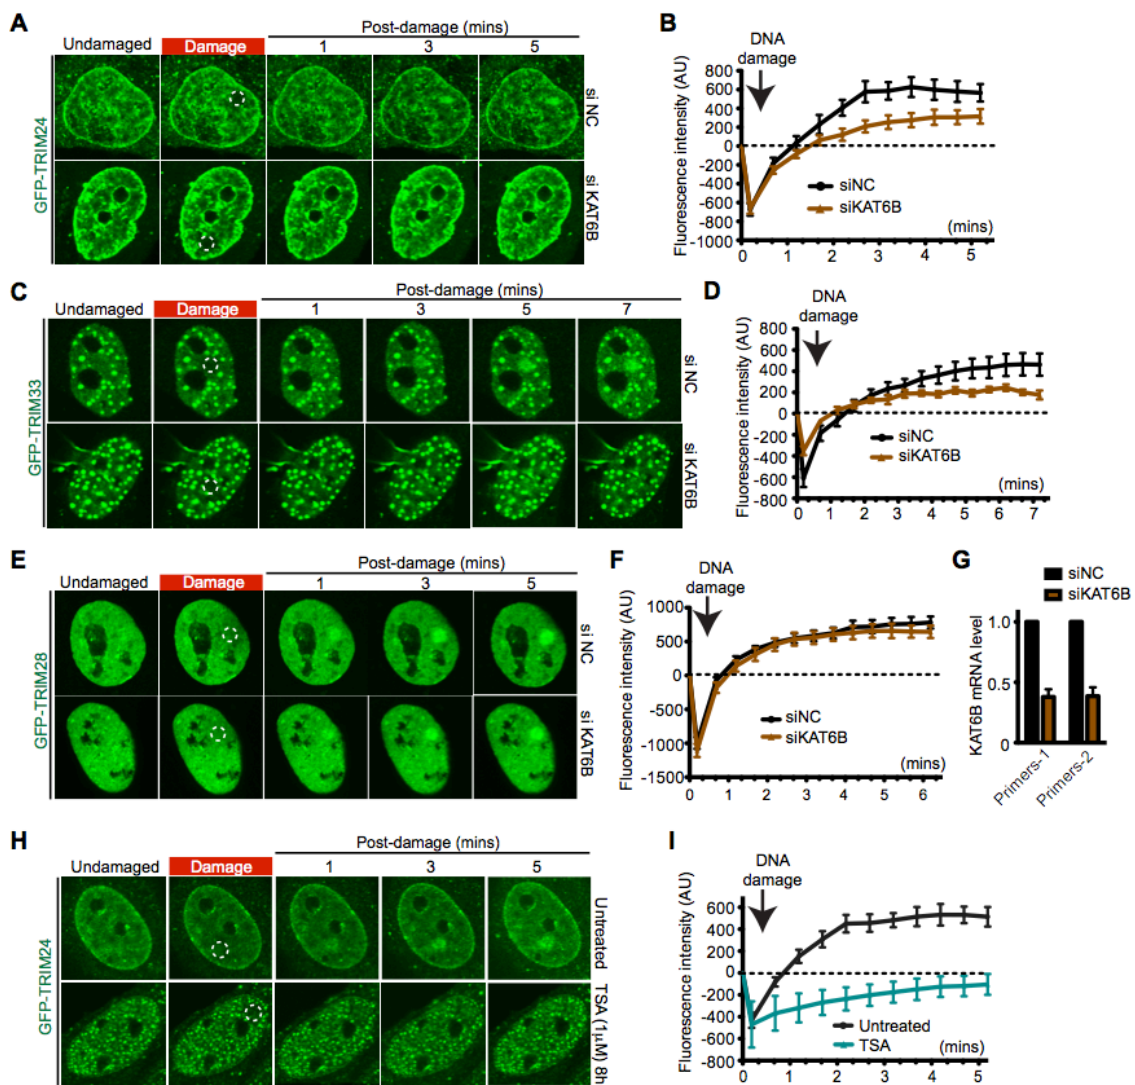 A
Post-damage (mins)
Undamaged Damage 1 3 5
GFP-TRIM24
si NC
si KAT6B
B
DNA
damage
Fluorescence intensity (AU)
800
600
400
200
0
-200
-400
-600
-800
-1000
siNC
siKAT6B
(mins)
0 1 2 3 4 5
C
Post-damage (mins)
Undamaged Damage 1 3 5 7
GFP-TRIM33
si NC
si KAT6B
D
DNA
damage
Fluorescence intensity (AU)
800
600
400
200
0
-200
-400
-600
-800
siNC
siKAT6B
(mins)
0 1 2 3 4 5 6 7
E
Post-damage (mins)
Undamaged Damage 1 3 5
GFP-TRIM28
si NC
si KAT6B
F
DNA
damage
Fluorescence intensity (AU)
1000
500
0
-500
-1000
-1500
siNC
siKAT6B
(mins)
0 1 2 3 4 5 6
G
siNC
siKAT6B
KAT6B mRNA level
1.0
0.5
0
Primers-1
Primers-2
H
Post-damage (mins)
Undamaged Damage 1 3 5
GFP-TRIM24
Untreated
TSA (1μM) 8h
I
DNA
damage
Fluorescence intensity (AU)
600
400
200
0
-200
-400
-600
-800
Untreated
TSA
(mins)
0 1 2 3 4 5